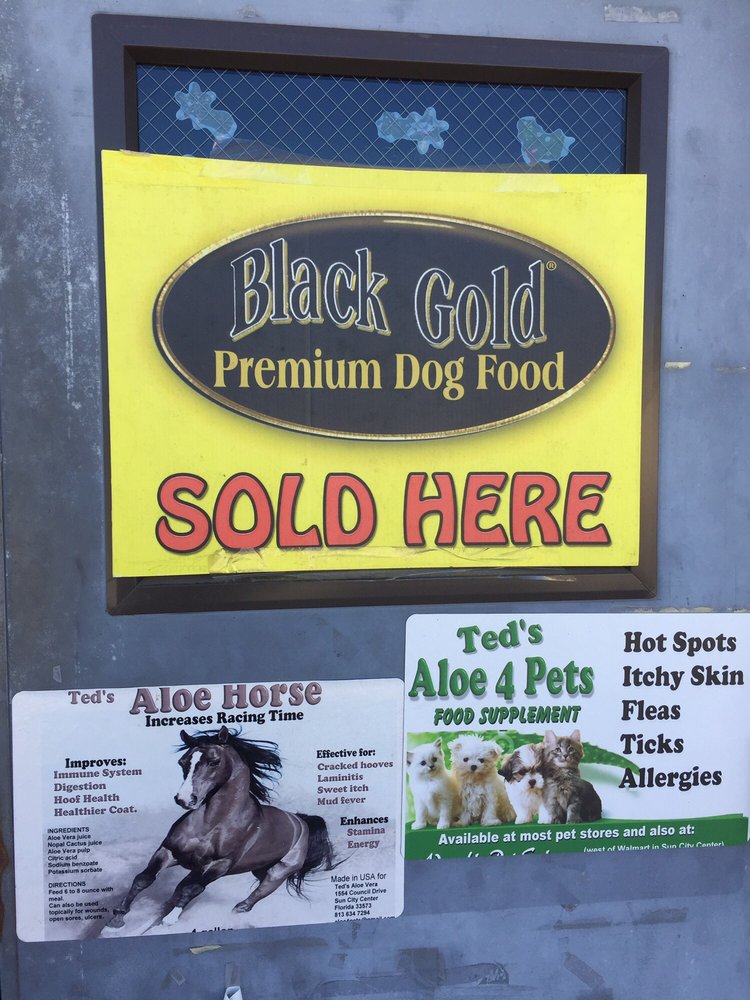 Black Gold®
Premium Dog Food
SOLD HERE
Ted's Aloe Horse
Increases Racing Time
Improves:
Immune System
Digestion
Hoof Health
Healthier Coat.
INGREDIENTS
Aloe Vera juice
Nopal Cactus juice
Aloe Vera pulp
Citric acid
Sodium benzoate
Potassium sorbate
DIRECTIONS
Feed 6 to 8 ounce with
meal.
Can also be used
topically for wounds,
open sores, ulcers.
Effective for:
Cracked hooves
Laminitis
Sweet itch
Mud fever
Enhances
Stamina
Energy
Made in USA for
Ted's Aloe Vera
1554 Council Drive
Sun City Center
Florida 33573
813 634 7294
Ted's
Aloe 4 Pets
FOOD SUPPLEMENT
Hot Spots
Itchy Skin
Fleas
Ticks
Allergies
Available at most pet stores and also at:
(west of Walmart in Sun City Center)